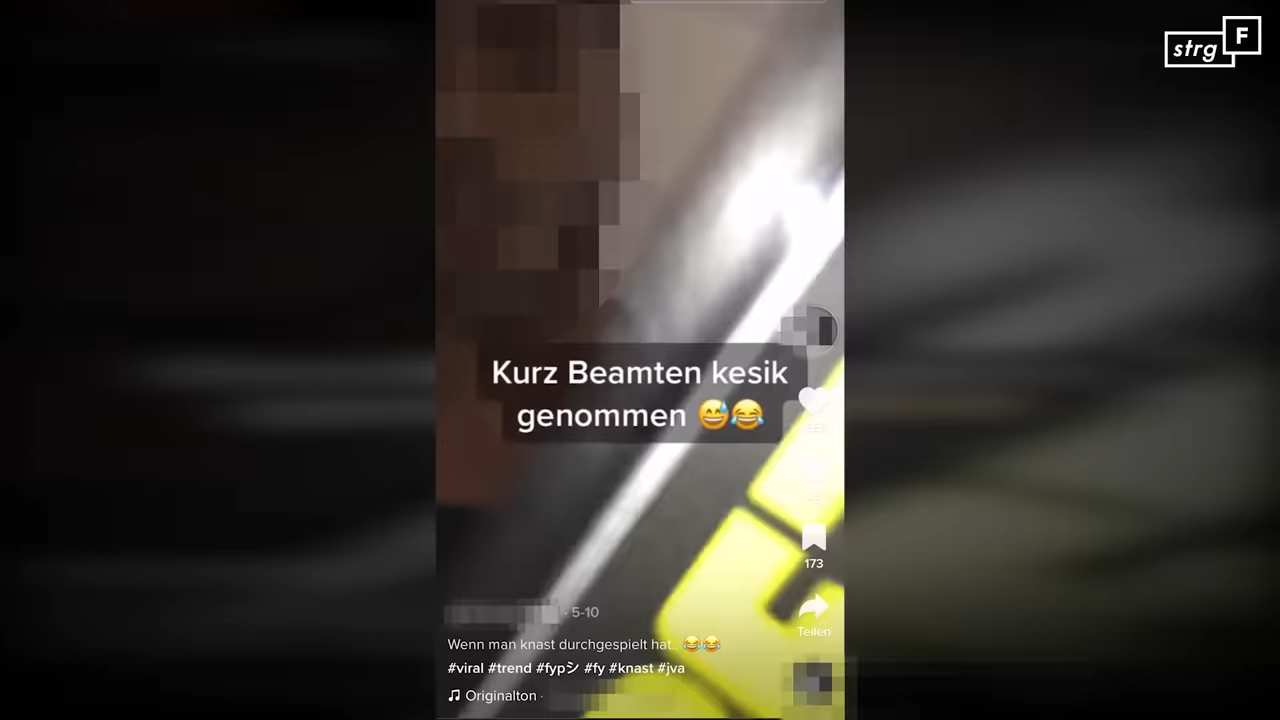 strg F
Kurz Beamten kesik
genommen 😅😂
173
· 5-10
Teilen
Wenn man knast durchgespielt hat.. 😂😂
#viral #trend #fypシ #fy #knast #jva
Originalton ·